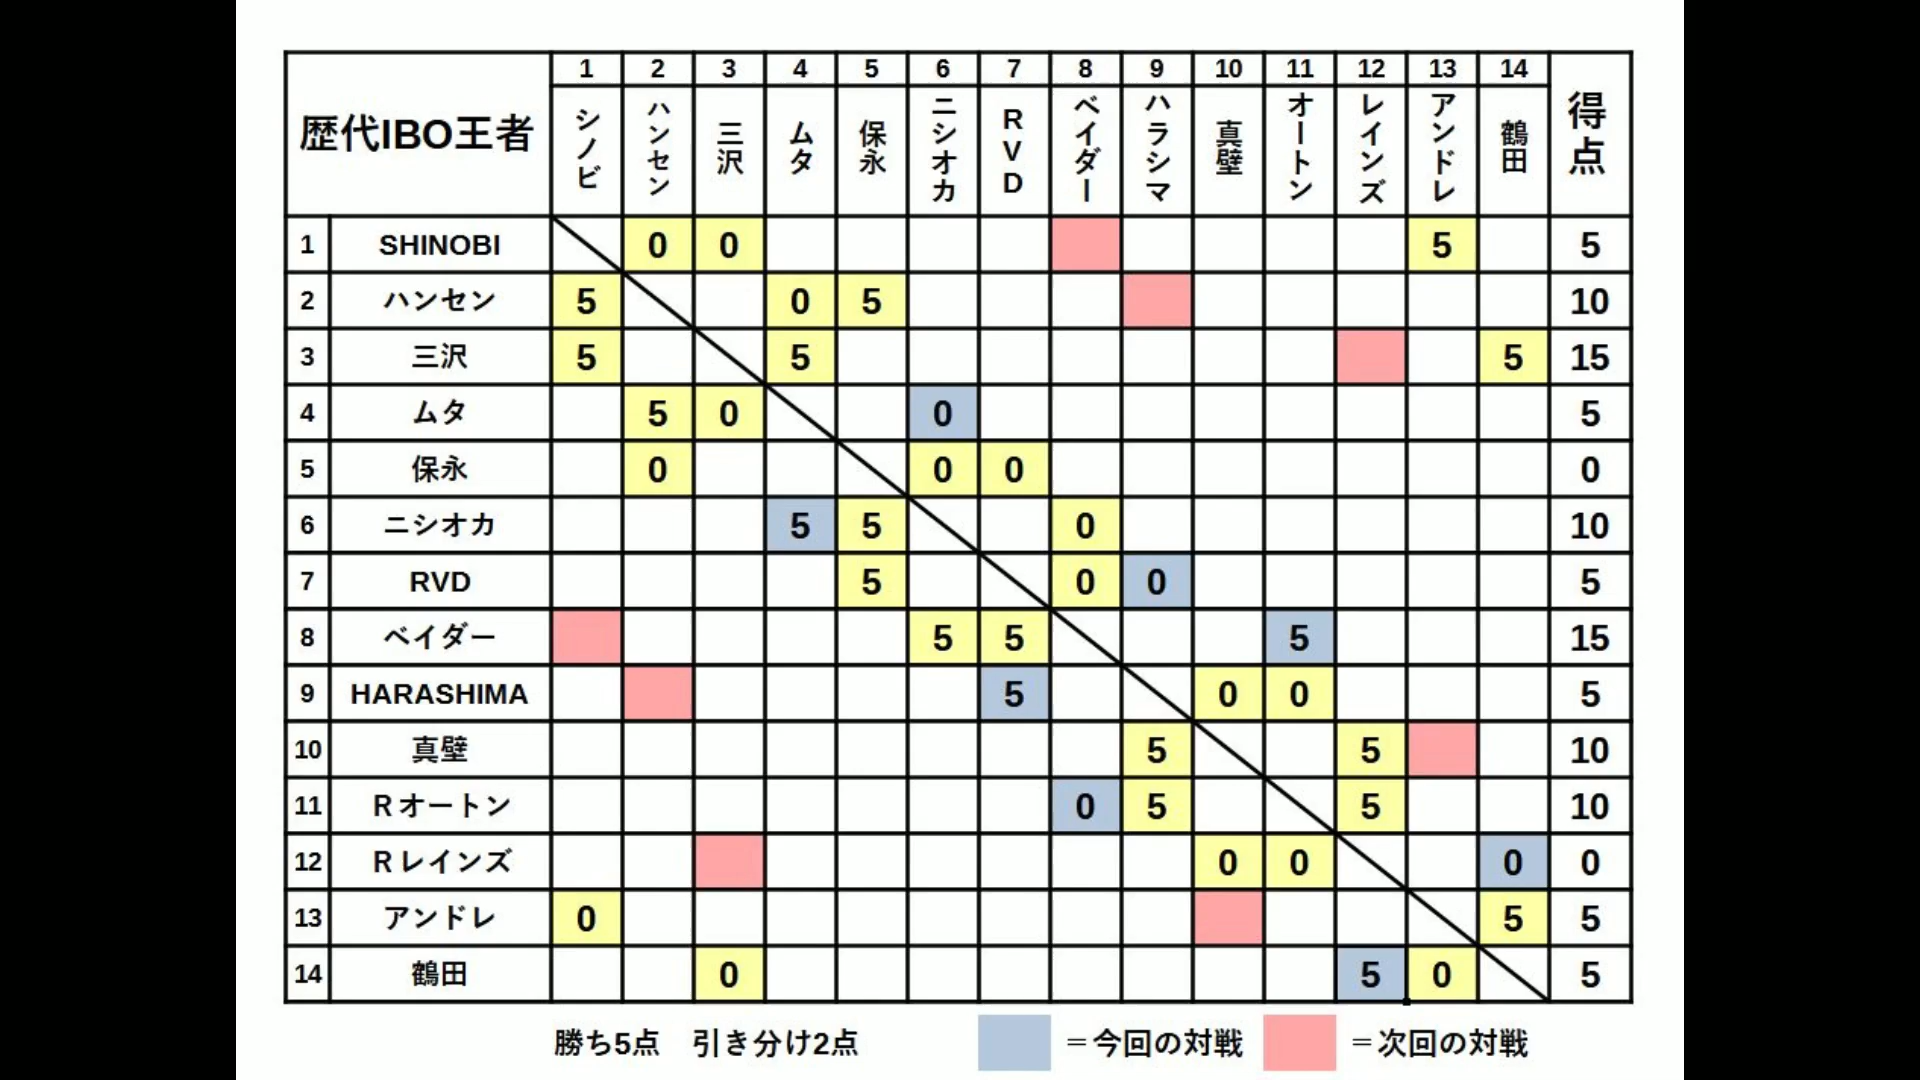 歴代IBO王者 1 2 3 4 5 6 7 8 9 10 11 12 13 14 得点
シノビ ハンセン 三沢 ムタ 保永 ニシオカ RVD ベイダー ハラシマ 真壁 オートン レインズ アンドレ 鶴田
1 SHINOBI 0 0 5 5
2 ハンセン 5 0 5 10
3 三沢 5 5 5 15
4 ムタ 5 0 0 5
5 保永 0 0 0 0
6 ニシオカ 5 5 0 10
7 RVD 5 0 0 5
8 ベイダー 5 5 5 15
9 HARASHIMA 5 0 0 5
10 真壁 5 5 10
11 Rオートン 0 5 5 10
12 Rレインズ 0 0 0 0
13 アンドレ 0 5 5
14 鶴田 0 5 0 5
勝ち5点 引き分け2点 =今回の対戦 =次回の対戦